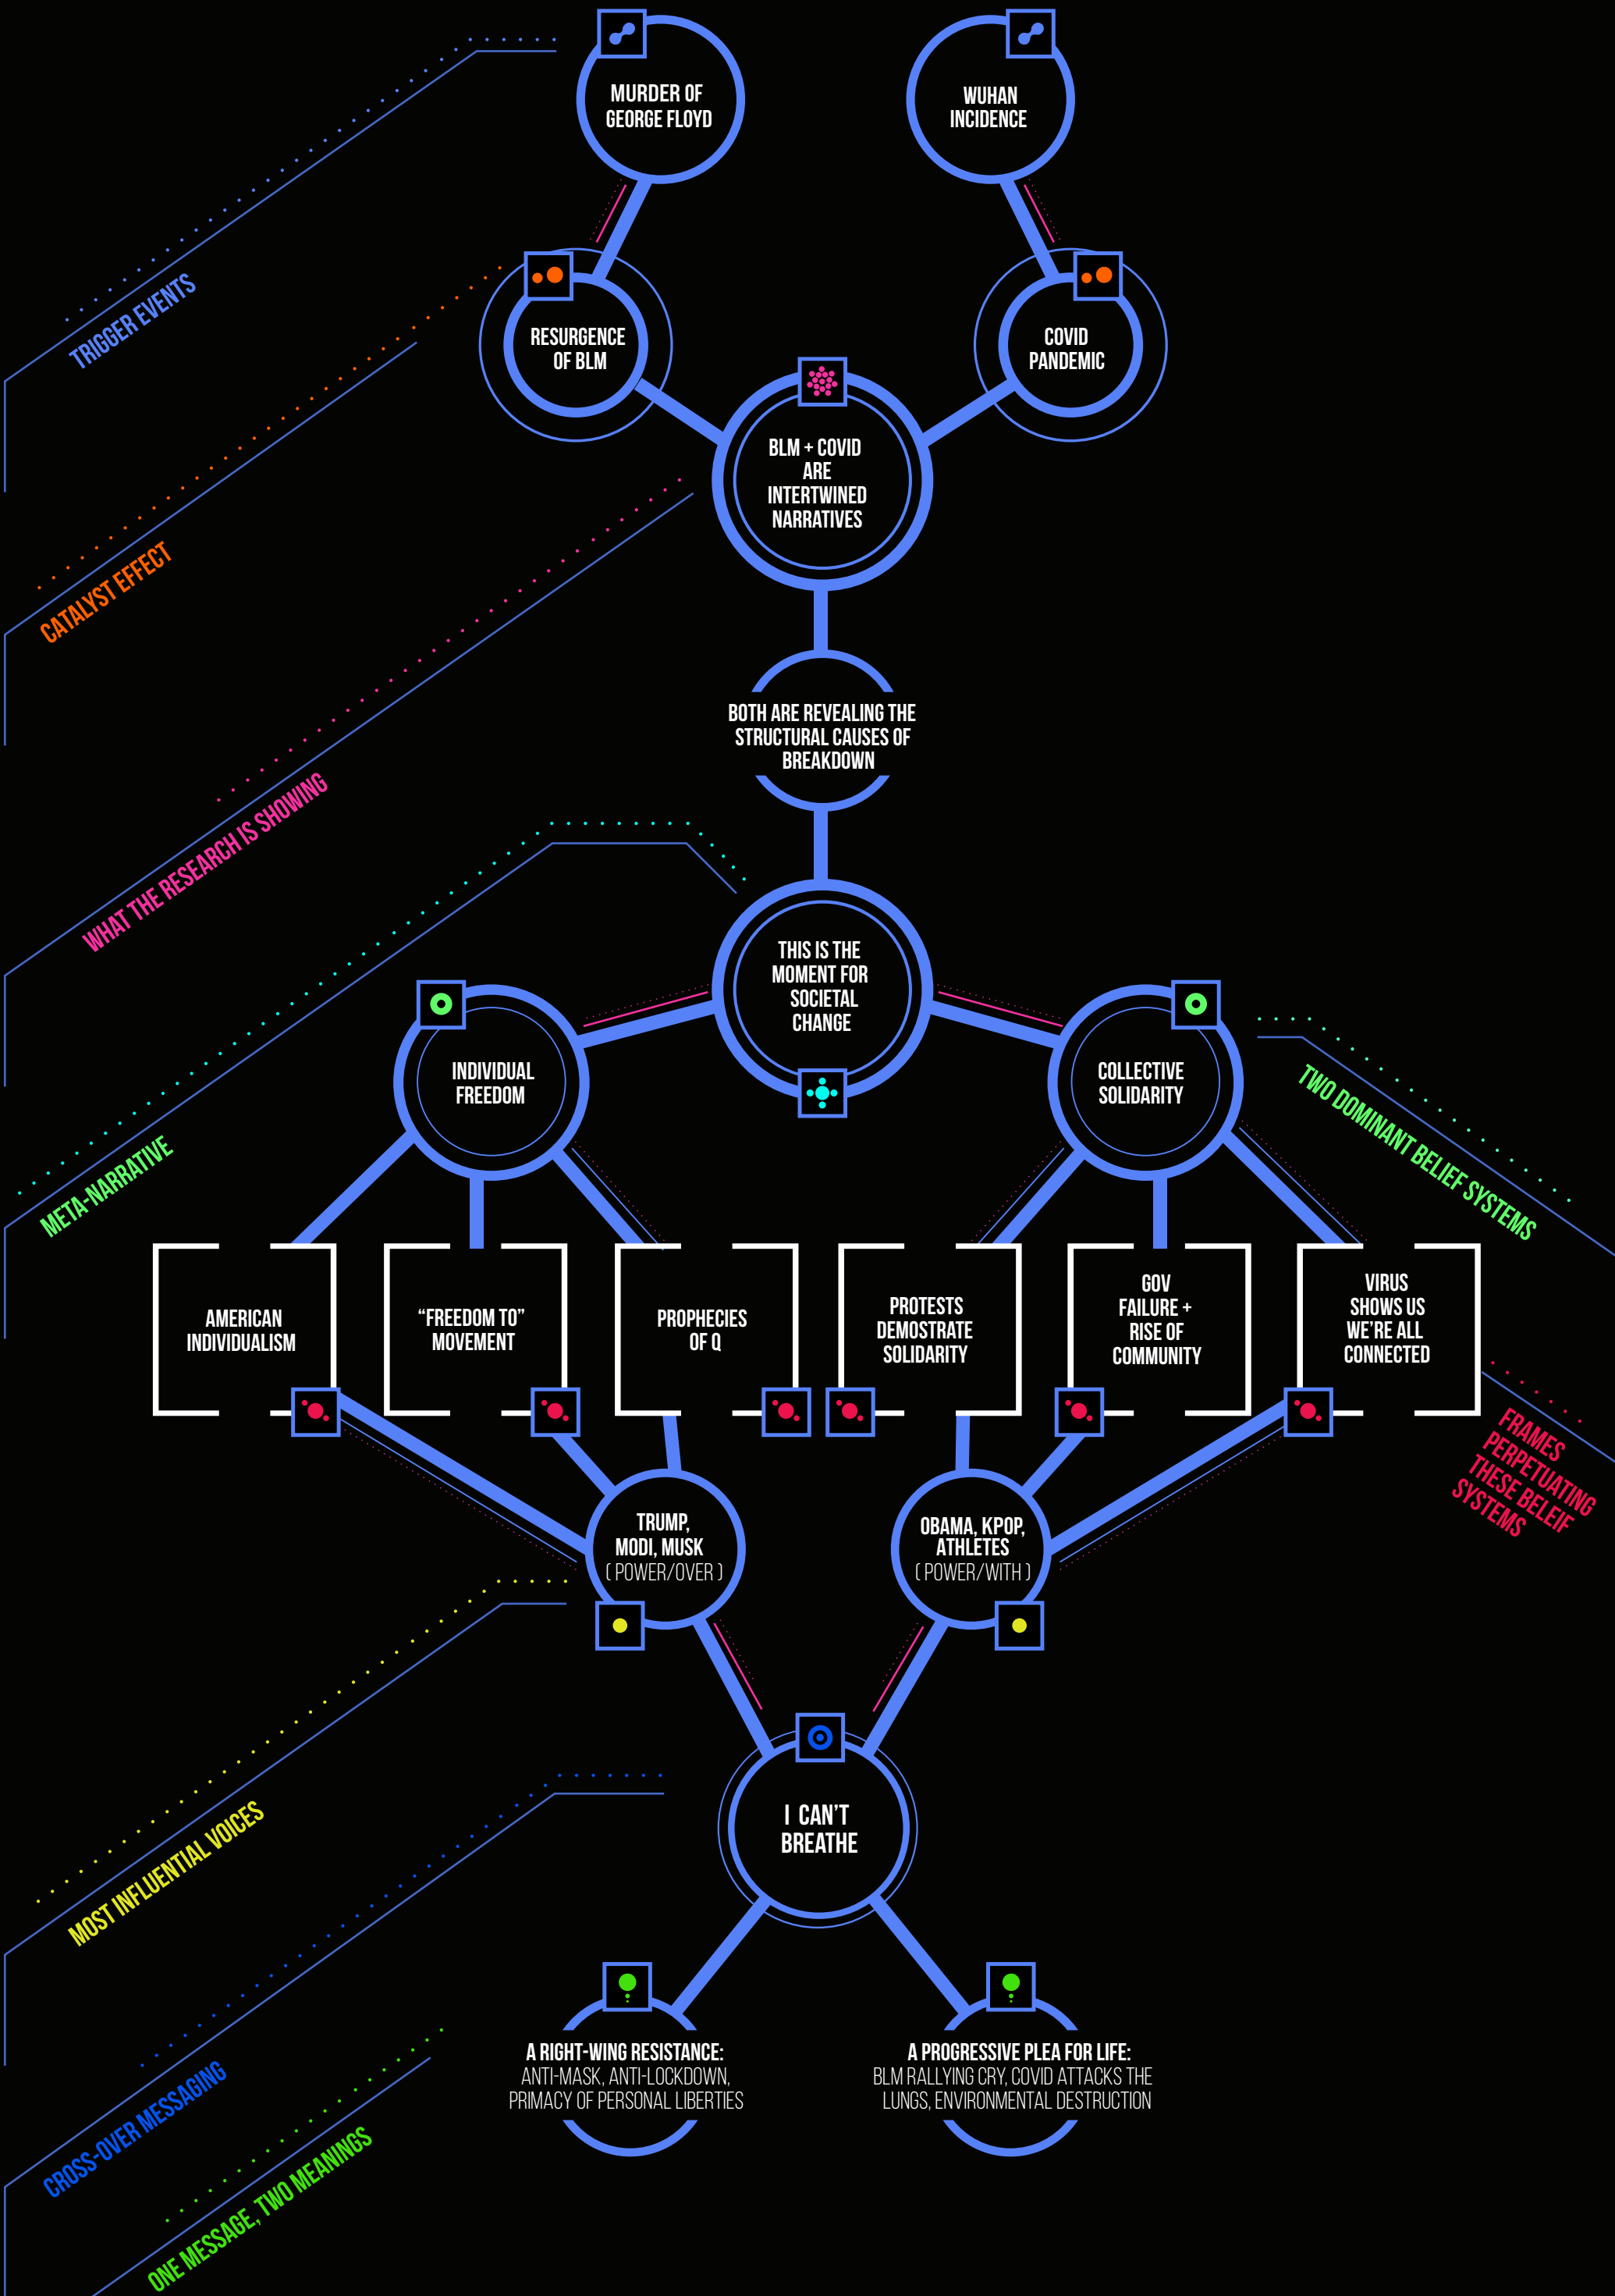 MURDER OF
GEORGE FLOYD
WUHAN
INCIDENCE
TRIGGER EVENTS
RESURGENCE
OF BLM
COVID
PANDEMIC
CATALYST EFFECT
BLM + COVID
ARE
INTERTWINED
NARRATIVES
WHAT THE RESEARCH IS SHOWING
BOTH ARE REVEALING THE
STRUCTURAL CAUSES OF
BREAKDOWN
THIS IS THE
MOMENT FOR
SOCIETAL
CHANGE
META-NARRATIVE
INDIVIDUAL
FREEDOM
COLLECTIVE
SOLIDARITY
TWO DOMINANT BELIEF SYSTEMS
AMERICAN
INDIVIDUALISM
“FREEDOM TO”
MOVEMENT
PROPHECIES
OF Q
PROTESTS
DEMOSTRATE
SOLIDARITY
GOV
FAILURE +
RISE OF
COMMUNITY
VIRUS
SHOWS US
WE’RE ALL
CONNECTED
FRAMES
PERPETUATING
THESE BELEIF
SYSTEMS
TRUMP,
MODI, MUSK
( POWER/OVER )
OBAMA, KPOP,
ATHLETES
( POWER/WITH )
MOST INFLUENTIAL VOICES
I CAN’T
BREATHE
CROSS-OVER MESSAGING
A RIGHT-WING RESISTANCE:
ANTI-MASK, ANTI-LOCKDOWN,
PRIMACY OF PERSONAL LIBERTIES
A PROGRESSIVE PLEA FOR LIFE:
BLM RALLYING CRY, COVID ATTACKS THE
LUNGS, ENVIRONMENTAL DESTRUCTION
ONE MESSAGE, TWO MEANINGS